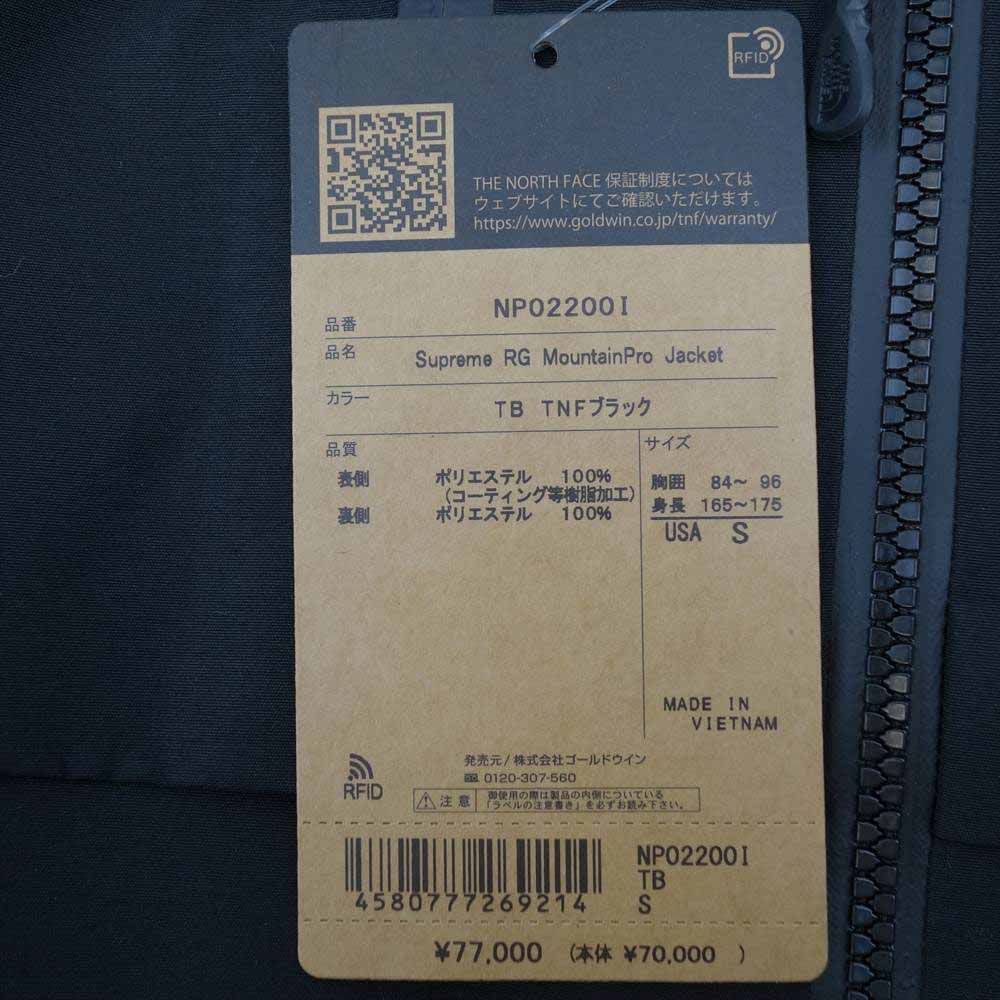 RFID
THE NORTH FACE 保証制度については
ウェブサイトにてご確認いただけます。
https://www.goldwin.co.jp/tnf/warranty/
品番 NP02200I
品名 Supreme RG MountainPro Jacket
カラー TB TNFブラック
品質
表側 ポリエステル 100%
(コーティング等樹脂加工)
裏側 ポリエステル 100%
サイズ
胸囲 84～ 96
身長 165～175
USA S
MADE IN
VIETNAM
RFID
発売元/株式会社ゴールドウイン
0120-307-560
注意 御使用の際は製品の内側についている
「ラベルの注意書き」を必ずお読み下さい。
4580777269214
NP02200I
TB
S
¥77,000 (本体 ¥70,000 )